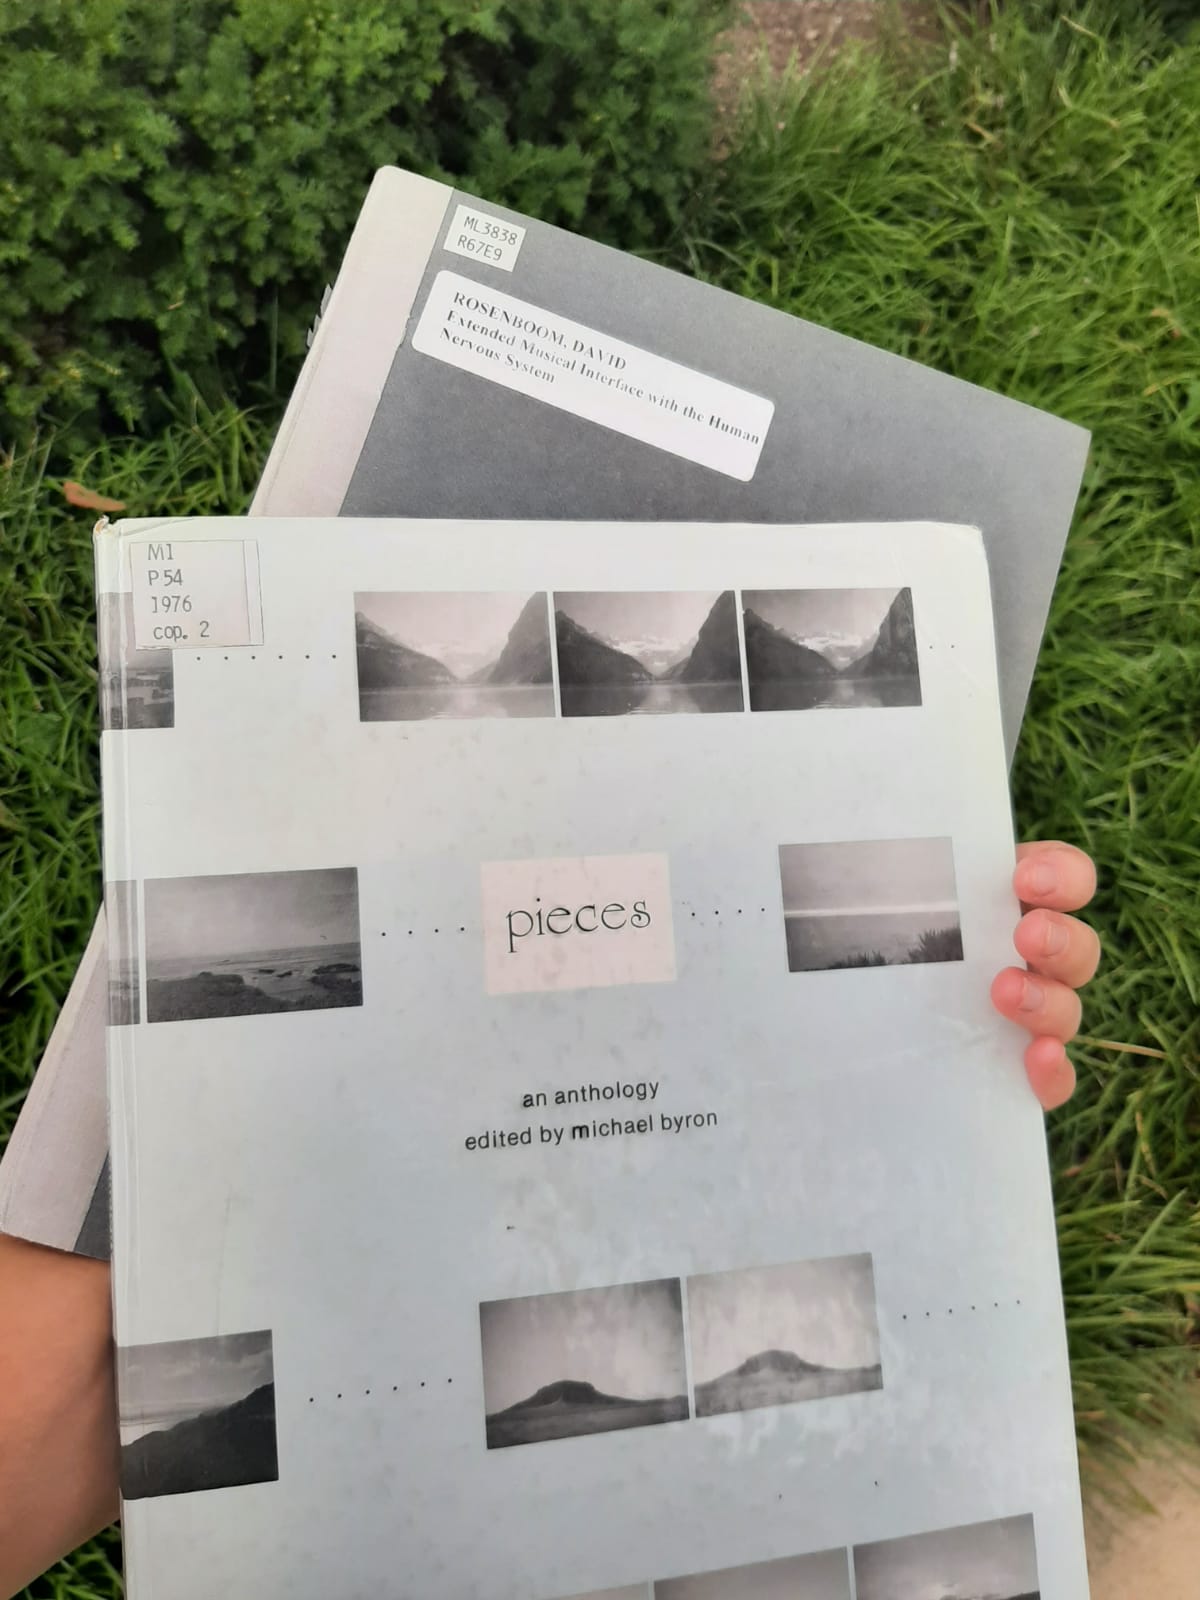 ML3838
R67E9
ROSENBOOM, DAVID
Extended Musical Interface with the Human
Nervous System
M1
P54
1976
cop. 2
pieces
an anthology
edited by michael byron